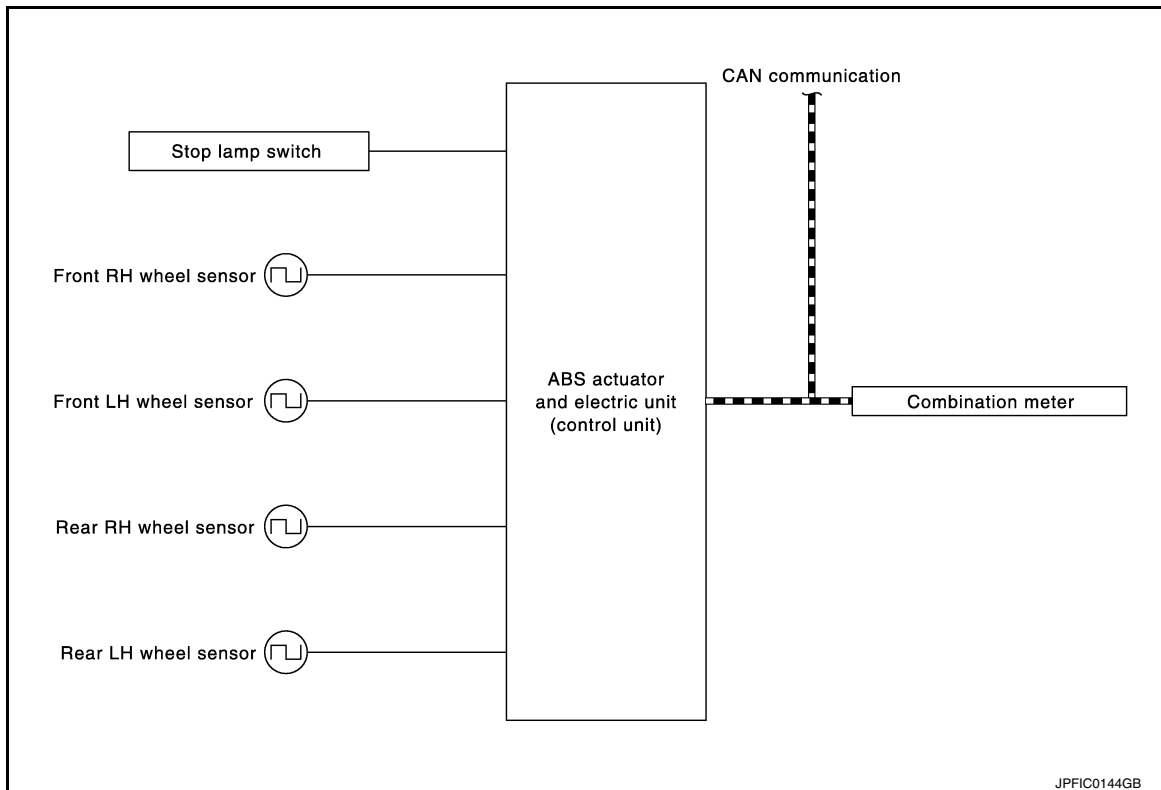 CAN communication
Stop lamp switch
Front RH wheel sensor
Front LH wheel sensor
ABS actuator
and electric unit
(control unit)
Combination meter
Rear RH wheel sensor
Rear LH wheel sensor
JPFIC0144GB